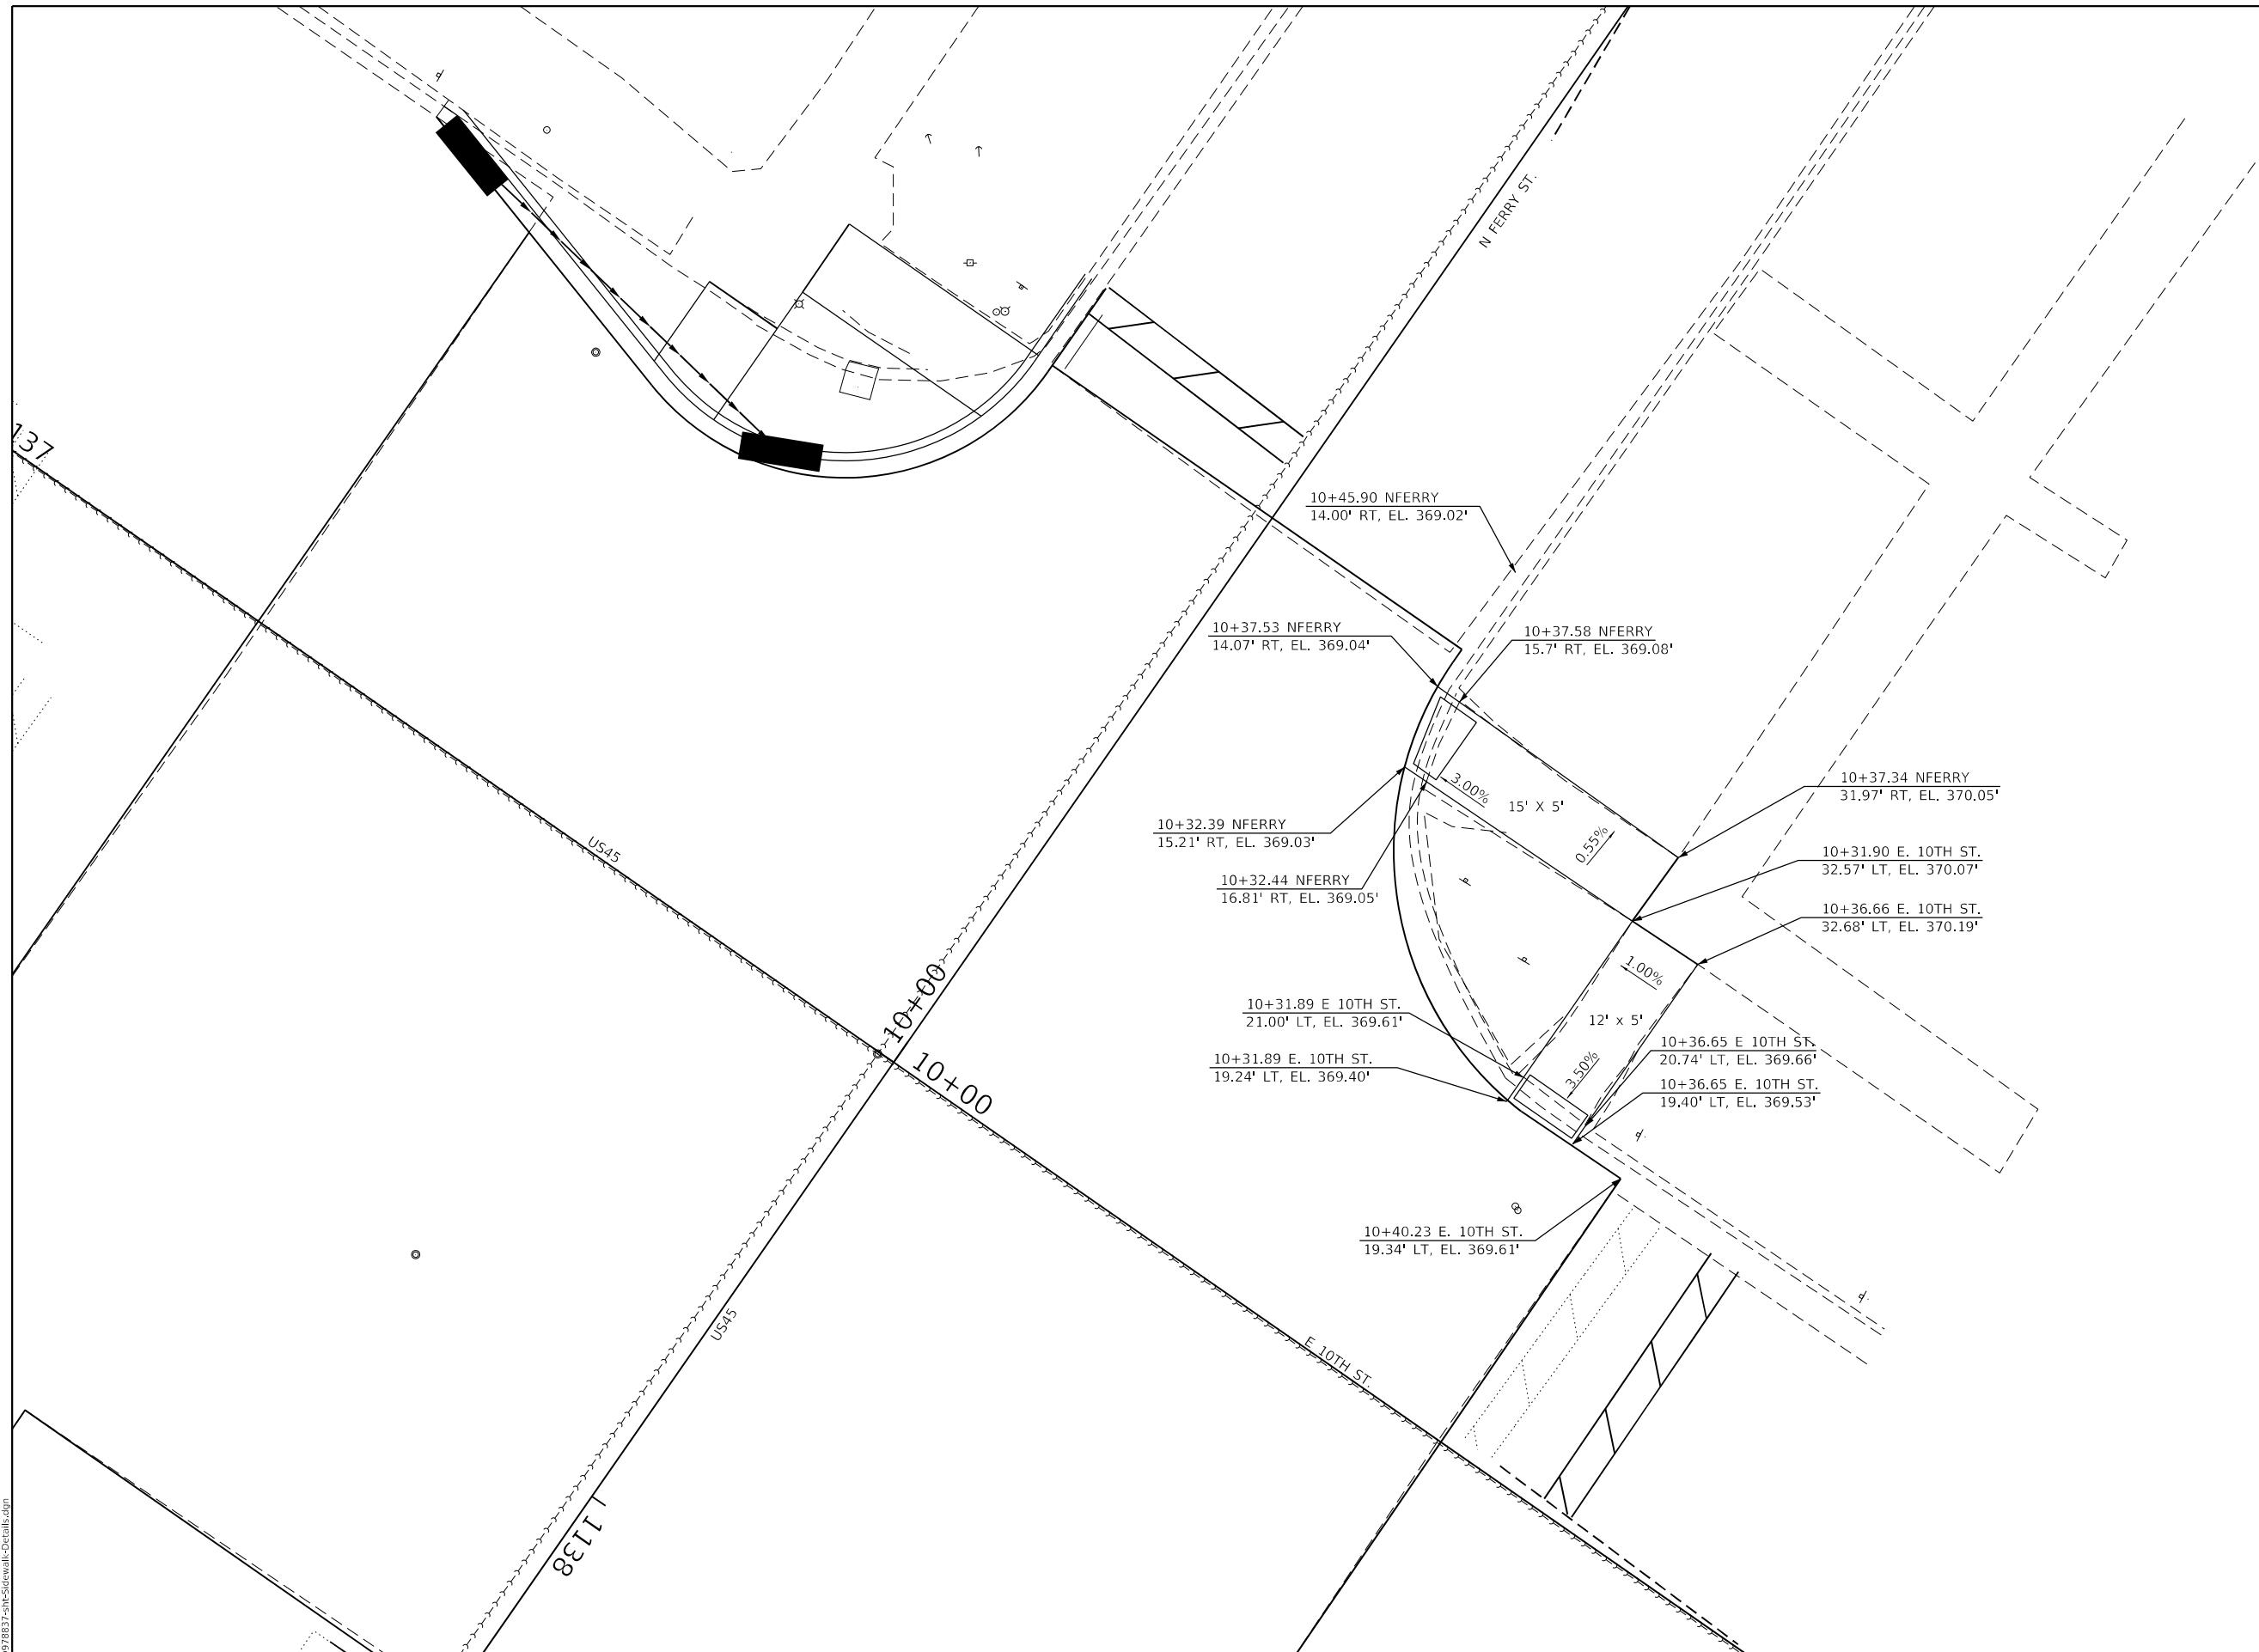 N FERRY ST.
137
10+45.90 NFERRY
14.00' RT, EL. 369.02'
10+37.53 NFERRY
14.07' RT, EL. 369.04'
10+37.58 NFERRY
15.7' RT, EL. 369.08'
3.00%
15' X 5'
0.55%
10+37.34 NFERRY
31.97' RT, EL. 370.05'
10+32.39 NFERRY
15.21' RT, EL. 369.03'
10+31.90 E. 10TH ST.
32.57' LT, EL. 370.07'
US45
10+32.44 NFERRY
16.81' RT, EL. 369.05'
10+36.66 E. 10TH ST.
32.68' LT, EL. 370.19'
1.00%
10+00
10+31.89 E 10TH ST.
21.00' LT, EL. 369.61'
12' x 5'
10+36.65 E 10TH ST.
20.74' LT, EL. 369.66'
10+31.89 E. 10TH ST.
19.24' LT, EL. 369.40'
3.50%
10+00
10+36.65 E. 10TH ST.
19.40' LT, EL. 369.53'
10+40.23 E. 10TH ST.
19.34' LT, EL. 369.61'
US45
E 10TH ST.
1138
978837-sht-Sidewalk-Details.dgn